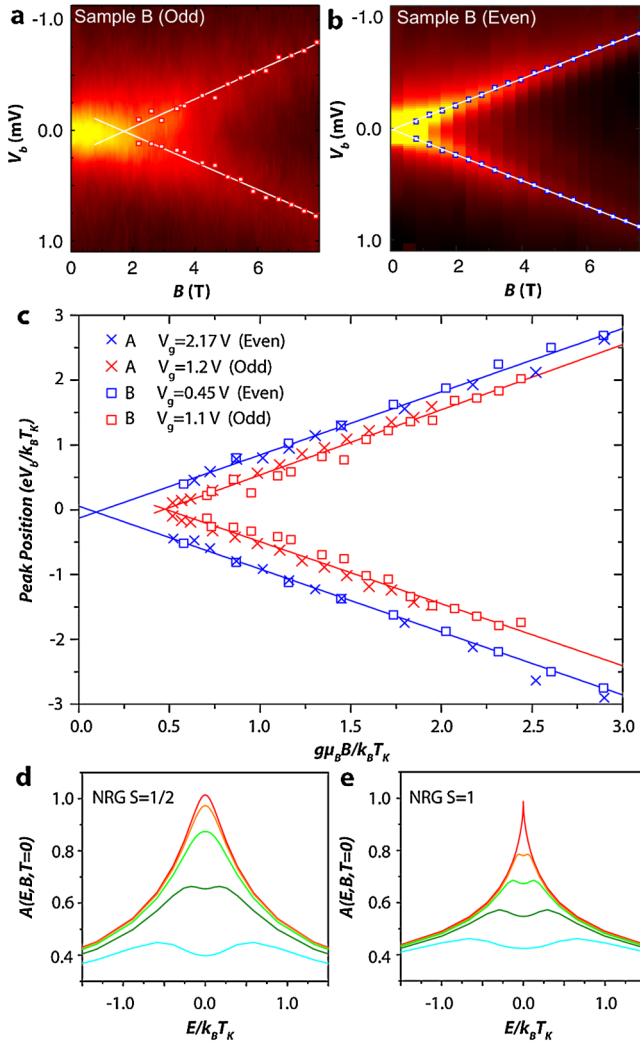 a
Sample B (Odd)
-1.0
0.0
1.0
V_b (mV)
0 2 4 6
B (T)
b
Sample B (Even)
-1.0
0.0
1.0
V_b (mV)
0 2 4 6
B (T)
c
3
2
1
0
-1
-2
-3
Peak Position (eV_b/k_BT_K)
× A V_g=2.17 V (Even)
× A V_g=1.2 V (Odd)
□ B V_g=0.45 V (Even)
□ B V_g=1.1 V (Odd)
0.0 0.5 1.0 1.5 2.0 2.5 3.0
gμ_BB/k_BT_K
d
NRG S=1/2
1.0
0.8
0.6
0.4
A(E,B,T=0)
-1.0 0.0 1.0
E/k_BT_K
e
NRG S=1
1.0
0.8
0.6
0.4
A(E,B,T=0)
-1.0 0.0 1.0
E/k_BT_K